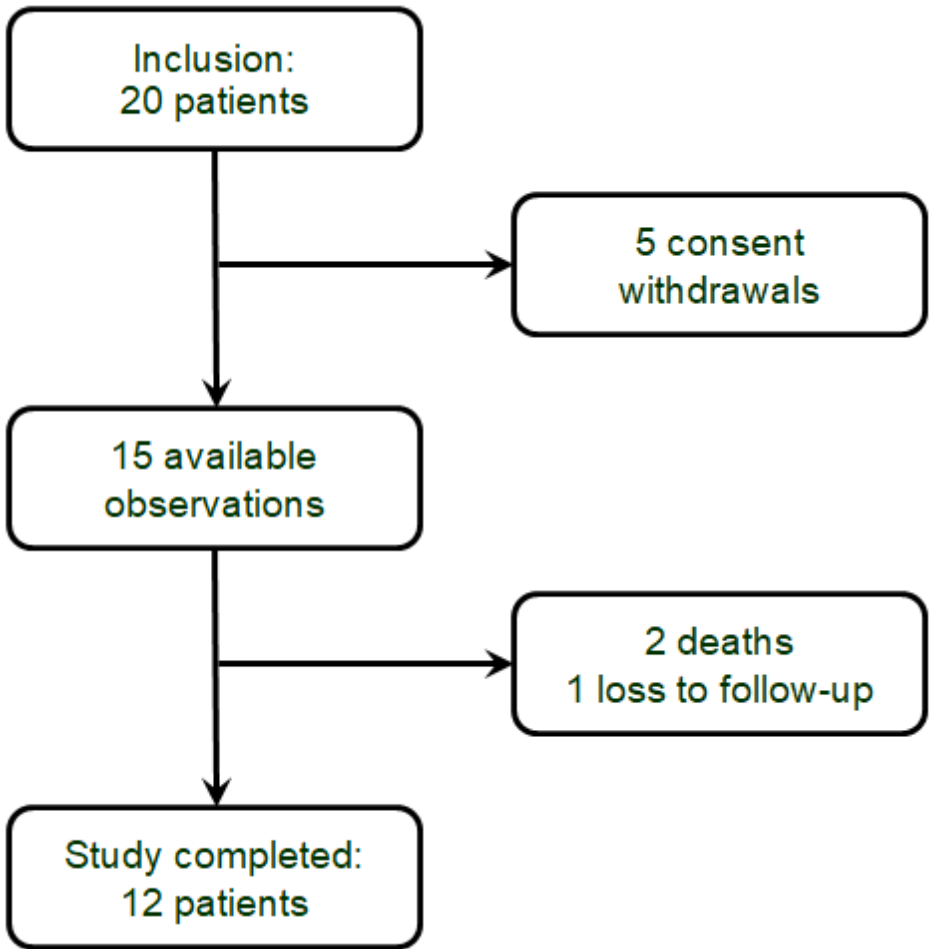 Inclusion:
20 patients
5 consent
withdrawals
15 available
observations
2 deaths
1 loss to follow-up
Study completed:
12 patients